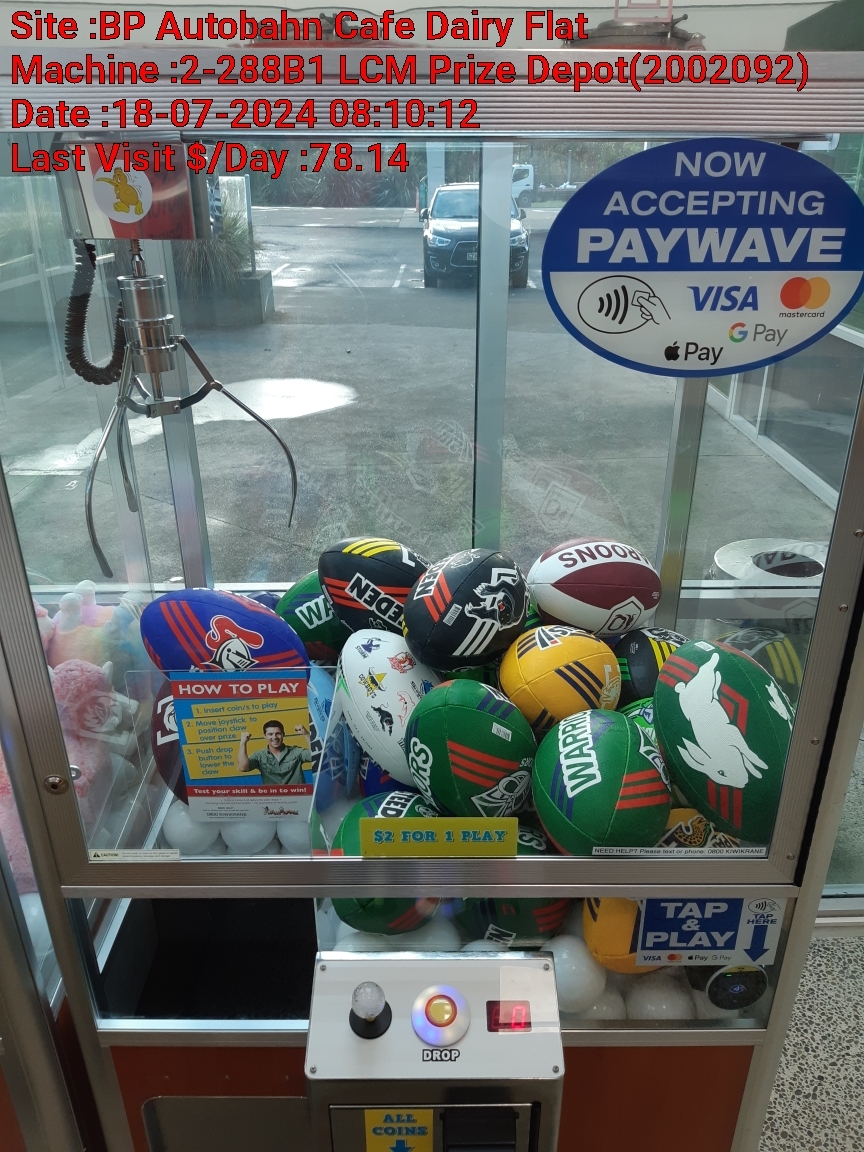 Site :BP Autobahn Cafe Dairy Flat
Machine :2-288B1 LCM Prize Depot(2002092)
Date :18-07-2024 08:10:12
Last Visit $/Day :78.14
NOW
ACCEPTING
PAYWAVE
VISA
mastercard
G Pay
Pay
HOW TO PLAY
1. Insert coin/s to play
2. Move joystick to
position claw
over prize
3. Push drop
button to
lower the
claw
Test your skill & be in to win!
WARRIORS
$2 FOR 1 PLAY
NEED HELP? Please text or phone: 0800 KIWIKRANE
TAP
&
PLAY
VISA
Pay G Pay
TAP
HERE
DROP
ALL
COINS